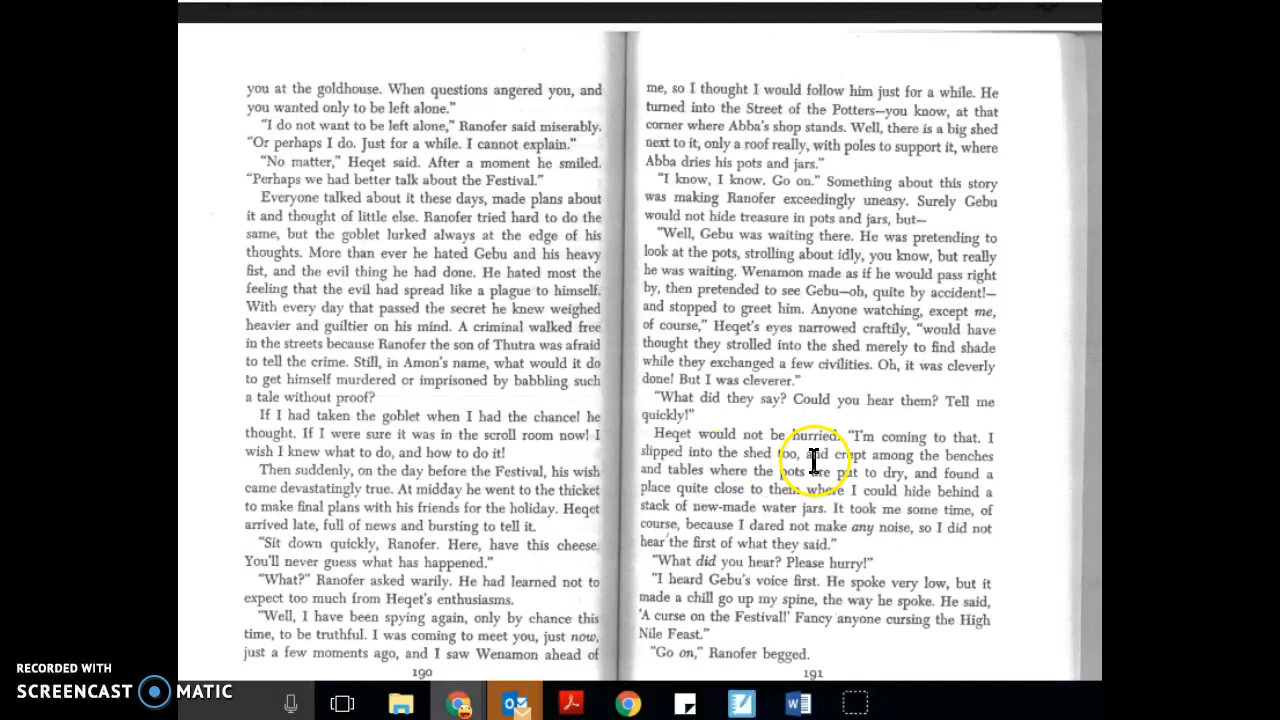 you at the goldhouse. When questions angered you, and
you wanted only to be left alone."
"I do not want to be left alone," Ranofer said miserably.
"Or perhaps I do. Just for a while. I cannot explain."
"No matter," Heqet said. After a moment he smiled.
"Perhaps we had better talk about the Festival."
Everyone talked about it these days, made plans about
it and thought of little else. Ranofer tried hard to do the
same, but the goblet lurked always at the edge of his
thoughts. More than ever he hated Gebu and his heavy
fist, and the evil thing he had done. He hated most the
feeling that the evil had spread like a plague to himself.
With every day that passed the secret he knew weighed
heavier and guiltier on his mind. A criminal walked free
in the streets because Ranofer the son of Thutra was afraid
to tell the crime. Still, in Amon's name, what would it do
to get himself murdered or imprisoned by babbling such
a tale without proof?
If I had taken the goblet when I had the chance! he
thought. If I were sure it was in the scroll room now! I
wish I knew what to do, and how to do it!
Then suddenly, on the day before the Festival, his wish
came devastatingly true. At midday he went to the thicket
to make final plans with his friends for the holiday. Heqet
arrived late, full of news and bursting to tell it.
"Sit down quickly, Ranofer. Here, have this cheese.
You'll never guess what has happened."
"What?" Ranofer asked warily. He had learned not to
expect too much from Heqet's enthusiasms.
"Well, I have been spying again, only by chance this
time, to be truthful. I was coming to meet you, just now,
just a few moments ago, and I saw Wenamon ahead of
190
me, so I thought I would follow him just for a while. He
turned into the Street of the Potters—you know, at that
corner where Abba's shop stands. Well, there is a big shed
next to it, only a roof really, with poles to support it, where
Abba dries his pots and jars."
"I know, I know. Go on." Something about this story
was making Ranofer exceedingly uneasy. Surely Gebu
would not hide treasure in pots and jars, but—
"Well, Gebu was waiting there. He was pretending to
look at the pots, strolling about idly, you know, but really
he was waiting. Wenamon made as if he would pass right
by, then pretended to see Gebu—oh, quite by accident!—
and stopped to greet him. Anyone watching, except me,
of course," Heqet's eyes narrowed craftily, "would have
thought they strolled into the shed merely to find shade
while they exchanged a few civilities. Oh, it was cleverly
done! But I was cleverer."
"What did they say? Could you hear them? Tell me
quickly!"
Heqet would not be hurried. "I'm coming to that. I
slipped into the shed too, and crept among the benches
and tables where the pots are put to dry, and found a
place quite close to them where I could hide behind a
stack of new-made water jars. It took me some time, of
course, because I dared not make any noise, so I did not
hear the first of what they said."
"What did you hear? Please hurry!"
"I heard Gebu's voice first. He spoke very low, but it
made a chill go up my spine, the way he spoke. He said,
'A curse on the Festival!' Fancy anyone cursing the High
Nile Feast."
"Go on," Ranofer begged.
191
RECORDED WITH
SCREENCAST MATIC